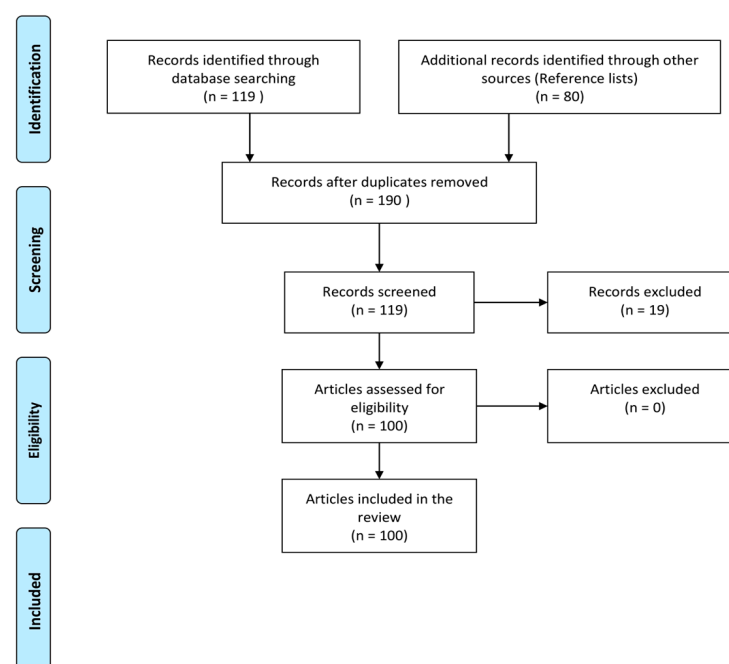 Identification
Records identified through
database searching
(n = 119 )
Additional records identified through other
sources (Reference lists)
(n = 80)
Records after duplicates removed
(n = 190 )
Screening
Records screened
(n = 119)
Records excluded
(n = 19)
Eligibility
Articles assessed for
eligibility
(n = 100)
Articles excluded
(n = 0)
Articles included in the
review
(n = 100)
Included